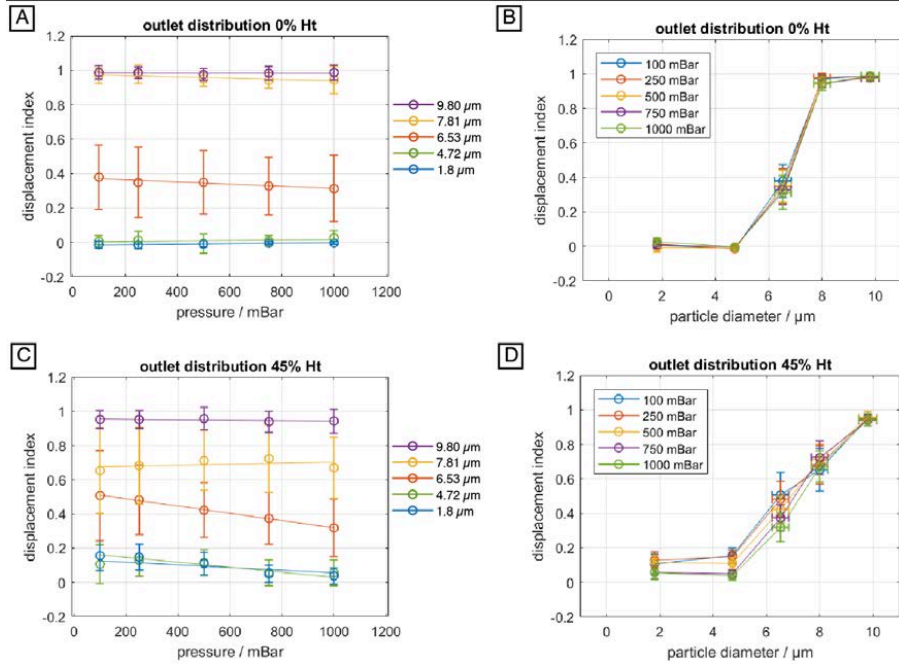 A
outlet distribution 0% Ht
1.2
1
0.8
0.6
0.4
0.2
0
-0.2
displacement index
0 200 400 600 800 1000 1200
pressure / mBar
9.80 µm
7.81 µm
6.53 µm
4.72 µm
1.8 µm
B
outlet distribution 0% Ht
1.2
1
0.8
0.6
0.4
0.2
0
-0.2
displacement index
100 mBar
250 mBar
500 mBar
750 mBar
1000 mBar
0 2 4 6 8 10
particle diameter / µm
C
outlet distribution 45% Ht
1.2
1
0.8
0.6
0.4
0.2
0
-0.2
displacement index
0 200 400 600 800 1000 1200
pressure / mBar
9.80 µm
7.81 µm
6.53 µm
4.72 µm
1.8 µm
D
outlet distribution 45% Ht
1.2
1
0.8
0.6
0.4
0.2
0
-0.2
displacement index
100 mBar
250 mBar
500 mBar
750 mBar
1000 mBar
0 2 4 6 8 10
particle diameter / µm